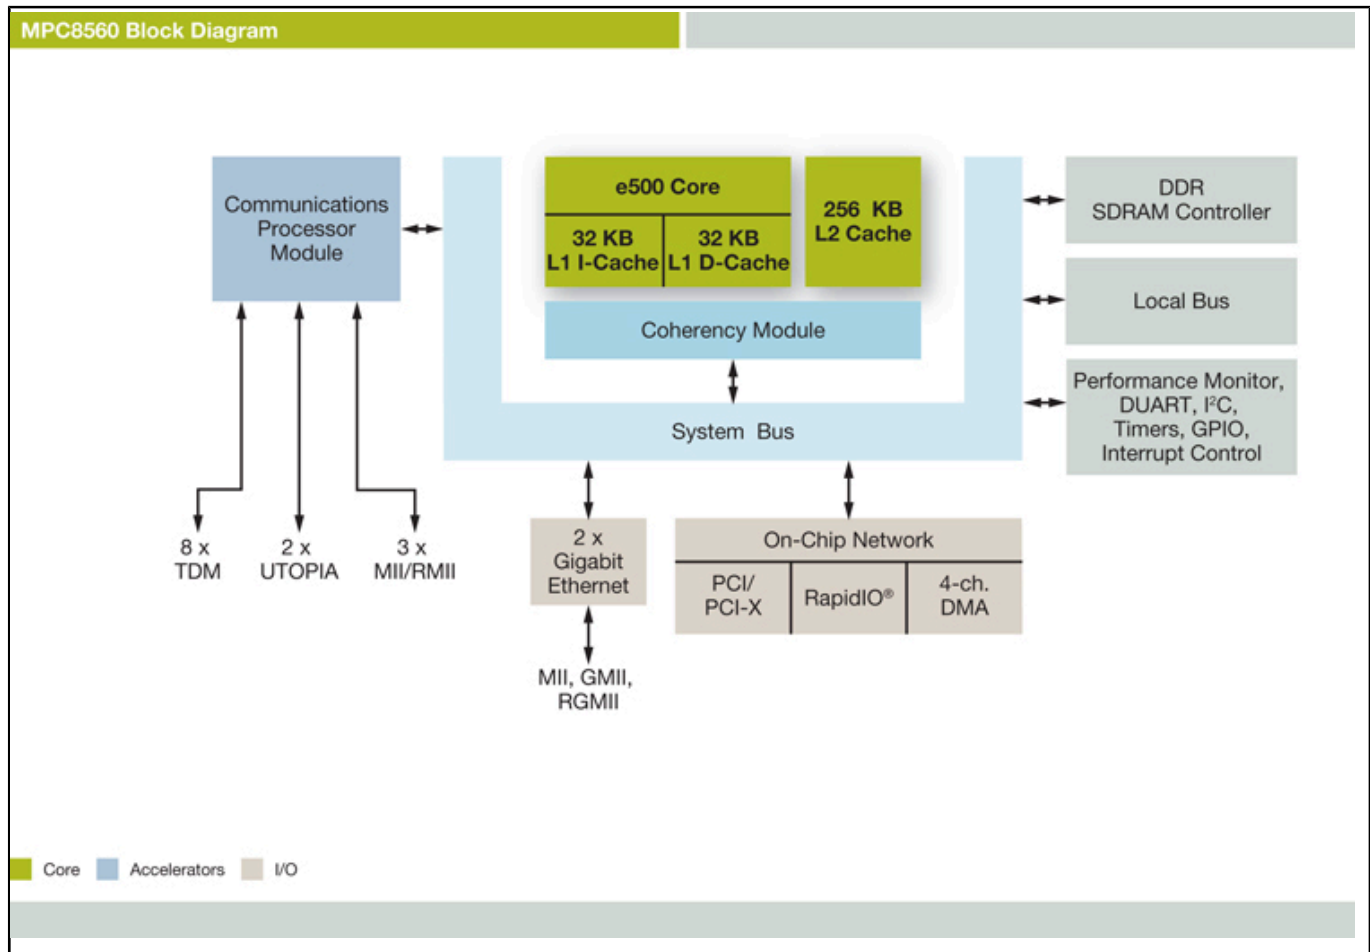 MPC8560 Block Diagram
Communications
Processor
Module
e500 Core
32 KB
L1 I-Cache
32 KB
L1 D-Cache
256 KB
L2 Cache
DDR
SDRAM Controller
Coherency Module
Local Bus
Performance Monitor,
DUART, I²C,
Timers, GPIO,
Interrupt Control
System Bus
8 x
TDM
2 x
UTOPIA
3 x
MII/RMII
2 x
Gigabit
Ethernet
On-Chip Network
PCI/
PCI-X
RapidIO®
4-ch.
DMA
MII, GMII,
RGMII
Core
Accelerators
I/O